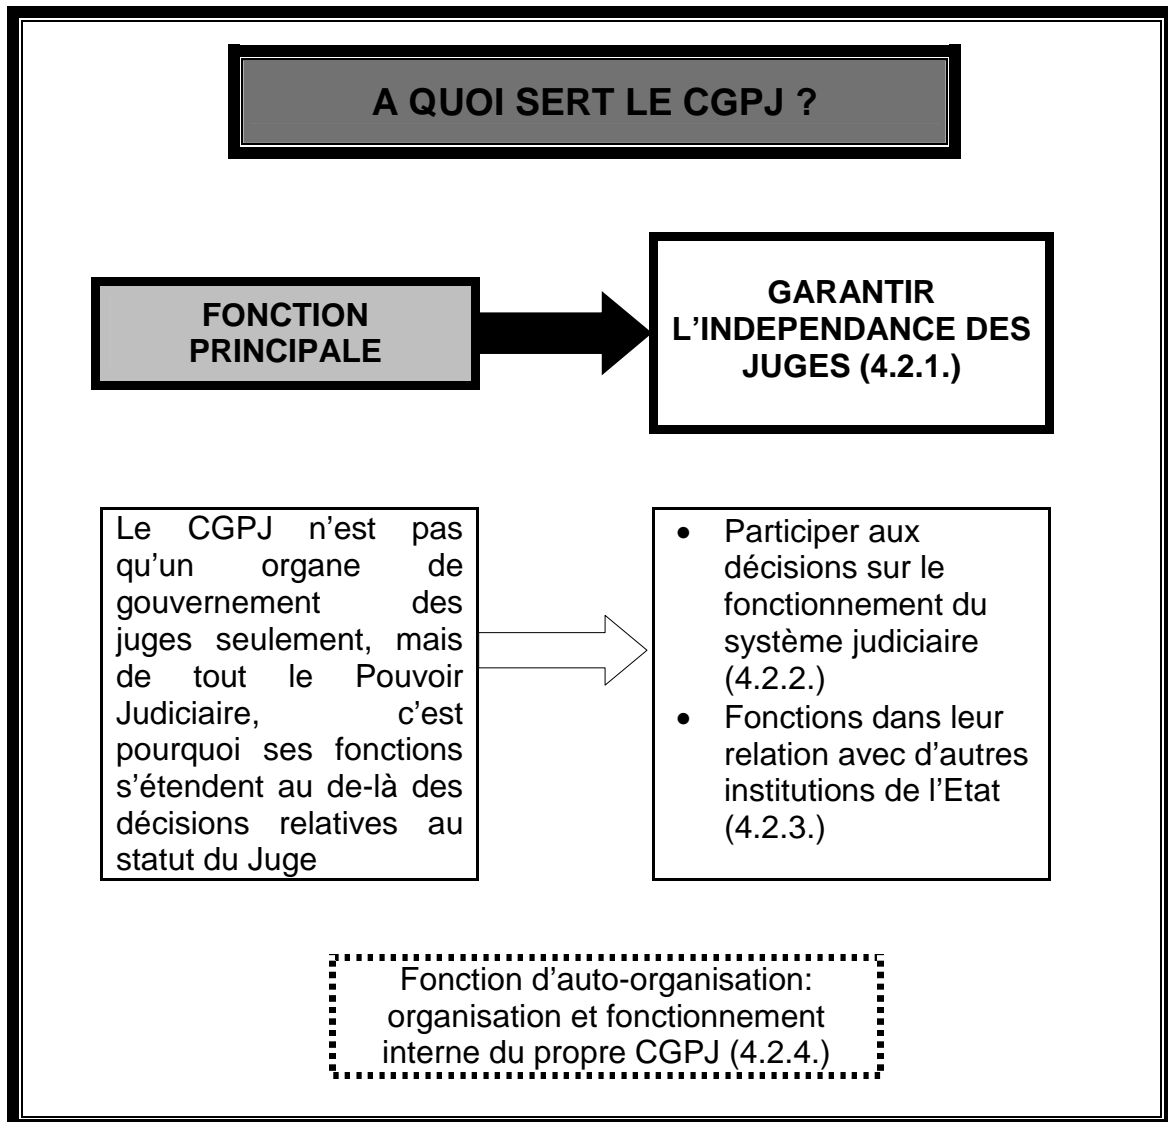 A QUOI SERT LE CGPJ ?
FONCTION
PRINCIPALE
GARANTIR
L’INDEPENDANCE DES
JUGES (4.2.1.)
Le CGPJ n’est pas
qu’un organe de
gouvernement des
juges seulement, mais
de tout le Pouvoir
Judiciaire, c’est
pourquoi ses fonctions
s’étendent au de-là des
décisions relatives au
statut du Juge
• Participer aux
décisions sur le
fonctionnement du
système judiciaire
(4.2.2.)
• Fonctions dans leur
relation avec d’autres
institutions de l’Etat
(4.2.3.)
Fonction d’auto-organisation:
organisation et fonctionnement
interne du propre CGPJ (4.2.4.)